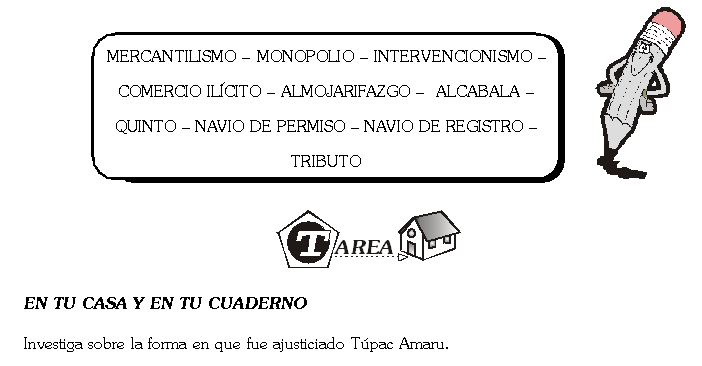 MERCANTILISMO – MONOPOLIO – INTERVENCIONISMO –
COMERCIO ILÍCITO – ALMOJARIFAZGO – ALCABALA –
QUINTO – NAVIO DE PERMISO – NAVIO DE REGISTRO –
TRIBUTO
TAREA
EN TU CASA Y EN TU CUADERNO
Investiga sobre la forma en que fue ajusticiado Túpac Amaru.